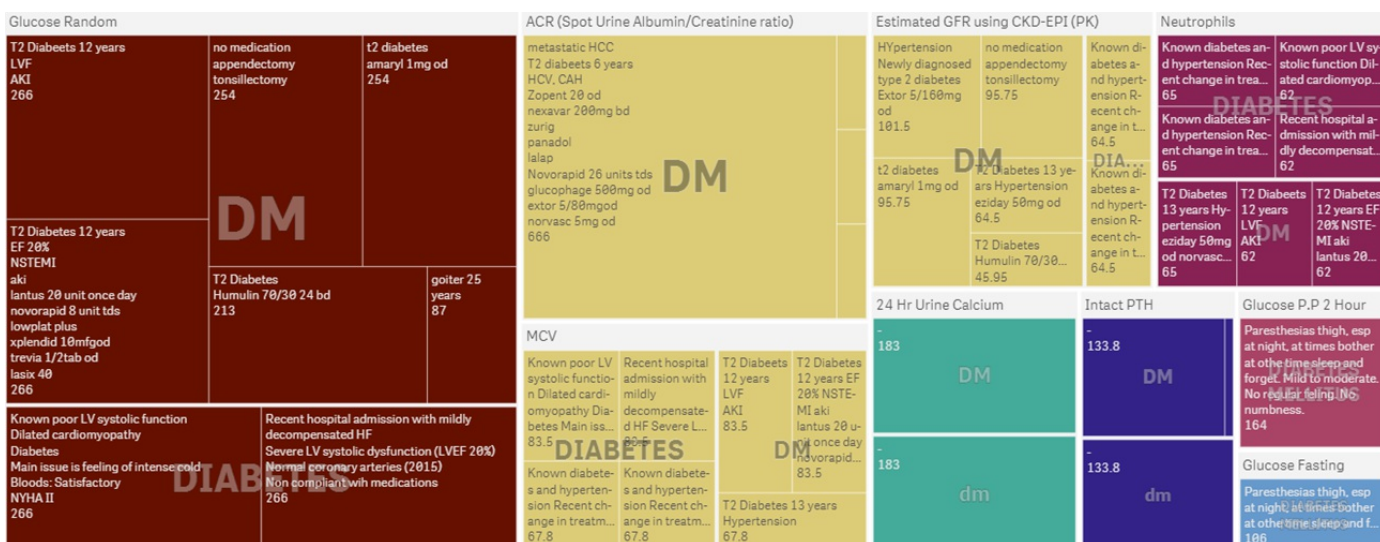 Glucose Random
T2 Diabeets 12 years
LVF
AKI
266
no medication
appendectomy
tonsillectomy
254
t2 diabetes
amaryl 1mg od
254
DM
T2 Diabetes 12 years
EF 20%
NSTEMI
aki
lantus 20 unit once day
novorapid 8 unit tds
lowplat plus
xplendid 10mfgod
trevia 1/2tab od
lasix 40
266
T2 Diabetes
Humulin 70/30 24 bd
213
goiter 25
years
87
Known poor LV systolic function
Dilated cardiomyopathy
Diabetes
Main issue is feeling of intense cold
Bloods: Satisfactory
NYHA II
266
Recent hospital admission with mildly
decompensated HF
Severe LV systolic dysfunction (LVEF 20%)
Normal coronary arteries (2015)
Non compliant wih medications
266
DIABETES
ACR (Spot Urine Albumin/Creatinine ratio)
metastatic HCC
T2 diabeets 6 years
HCV, CAH
Zopent 20 od
nexavar 200mg bd
zurig
panadol
lalap
Novorapid 26 units tds
glucophage 500mg od
extor 5/80mgod
norvasc 5mg od
666
DM
MCV
Known poor LV
systolic functio-
n Dilated cardi-
omyopathy Dia-
betes Main iss...
83.5
Recent hospital
admission with
mildly
decompensate-
d HF Severe L...
83.5
DIABETES
Known diabete-
s and hyperten-
sion Recent ch-
ange in treatm...
67.8
Known diabete-
s and hyperten-
sion Recent ch-
ange in treatm...
67.8
T2 Diabeets
12 years
LVF
AKI
83.5
T2 Diabetes
12 years EF
20% NSTE-
MI aki
lantus 20 u-
nit once day
novorapid...
83.5
DM
T2 Diabetes 13 years
Hypertension
67.8
Estimated GFR using CKD-EPI (PK)
HYpertension
Newly diagnosed
type 2 diabetes
Extor 5/160mg
od
101.5
no medication
appendectomy
tonsillectomy
95.75
t2 diabetes
amaryl 1mg od
95.75
DM
T2 Diabetes 13 ye-
ars Hypertension
eziday 50mg od
64.5
T2 Diabetes
Humulin 70/30...
45.95
Known di-
abetes a-
nd hypert-
ension R-
ecent ch-
ange in t...
64.5
DIA...
Known di-
abetes a-
nd hypert-
ension R-
ecent ch-
ange in t...
64.5
Neutrophils
Known diabetes an-
d hypertension Rec-
ent change in trea...
65
Known poor LV sy-
stolic function Dil-
ated cardiomyop...
62
DIABETES
Known diabetes an-
d hypertension Rec-
ent change in trea...
65
Recent hospital a-
dmission with mil-
dly decompensat...
62
T2 Diabetes
13 years Hy-
pertension
eziday 50mg
od norvasc...
65
T2 Diabeets
12 years
LVF
AKI
62
DM
T2 Diabetes
12 years EF
20% NSTE-
MI aki
lantus 20...
62
24 Hr Urine Calcium
-
183
DM
-
183
dm
Intact PTH
-
133.8
DM
-
133.8
dm
Glucose P.P 2 Hour
Paresthesias thigh, esp
at night, at times bother
at othe time sleep and
forget. Mild to moderate.
No regular feling. No
numbness.
164
DIABETES
MELLITUS
Glucose Fasting
Paresthesias thigh, esp
at night, at times bother
at othe time sleep and f...
106
DIABETES
MELLITUS